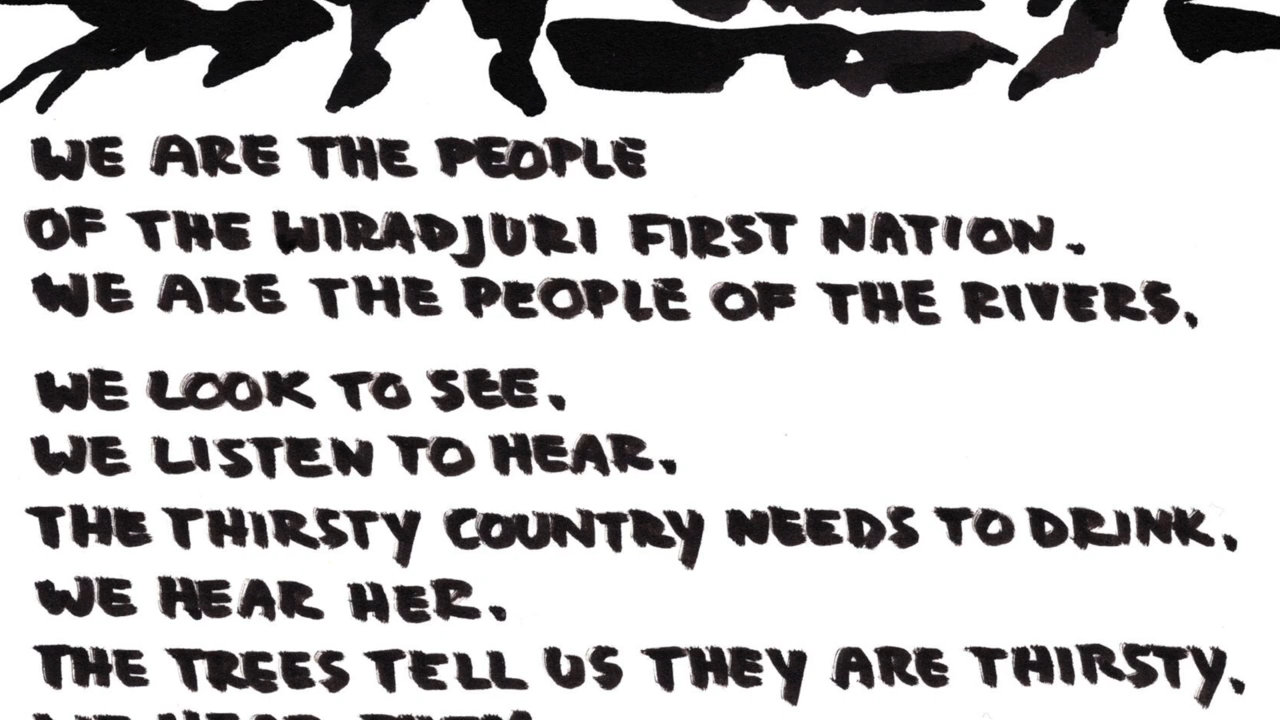 WE ARE THE PEOPLE
OF THE WIRADJURI FIRST NATION.
WE ARE THE PEOPLE OF THE RIVERS.
WE LOOK TO SEE.
WE LISTEN TO HEAR.
THE THIRSTY COUNTRY NEEDS TO DRINK.
WE HEAR HER.
THE TREES TELL US THEY ARE THIRSTY.
WE HEAR